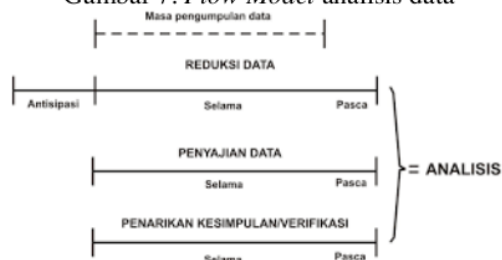 Gambar 7. Flow Model analisis data
Masa pengumpulan data
REDUKSI DATA
Antisipasi Selama Pasca
PENYAJIAN DATA
Selama Pasca
= ANALISIS
PENARIKAN KESIMPULAN/VERIFIKASI
Selama Pasca